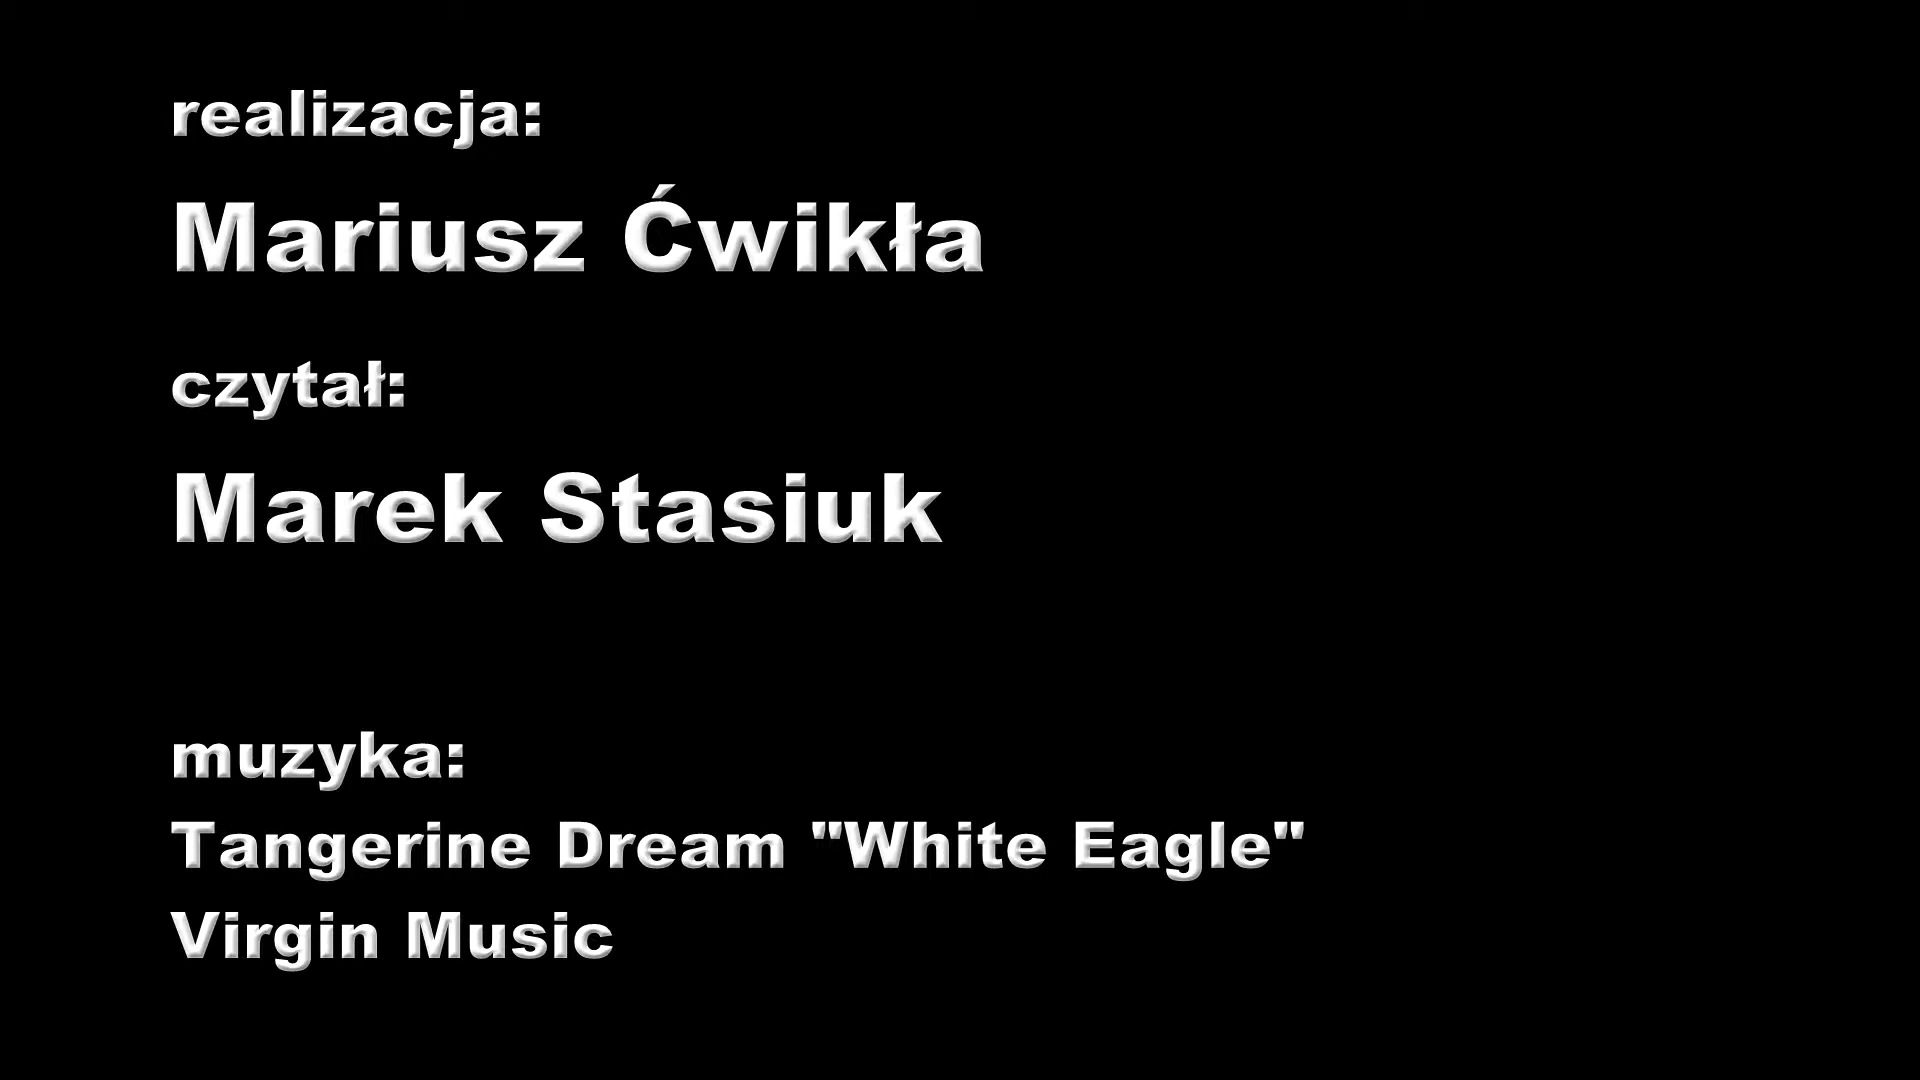 realizacja:
Mariusz Ćwikła
czytał:
Marek Stasiuk
muzyka:
Tangerine Dream "White Eagle"
Virgin Music